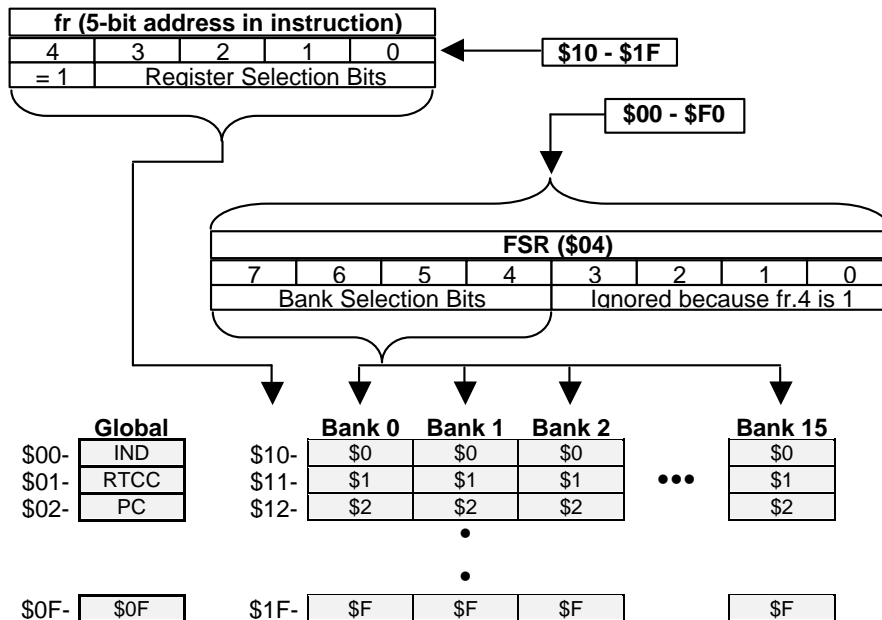 fr (5-bit address in instruction)
4 3 2 1 0
= 1 Register Selection Bits
$10 - $1F
$00 - $F0
FSR ($04)
7 6 5 4 3 2 1 0
Bank Selection Bits Ignored because fr.4 is 1
Global Bank 0 Bank 1 Bank 2 Bank 15
$00- IND $10- $0 $0 $0 $0
$01- RTCC $11- $1 $1 $1 ••• $1
$02- PC $12- $2 $2 $2 $2
•
•
$0F- $0F $1F- $F $F $F $F